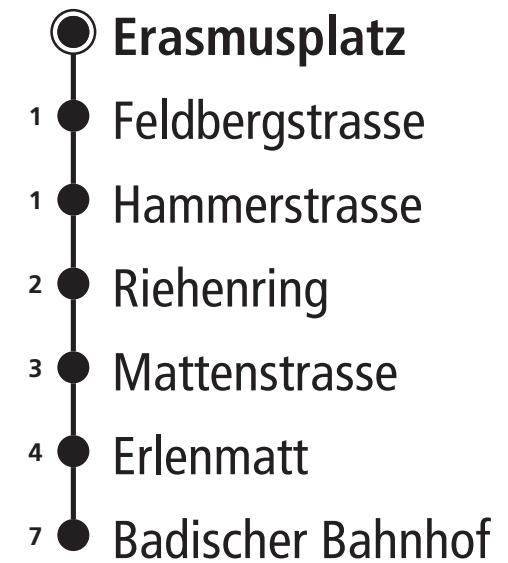 Erasmusplatz
1 Feldbergstrasse
1 Hammerstrasse
2 Riehenring
3 Mattenstrasse
4 Erlenmatt
7 Badischer Bahnhof